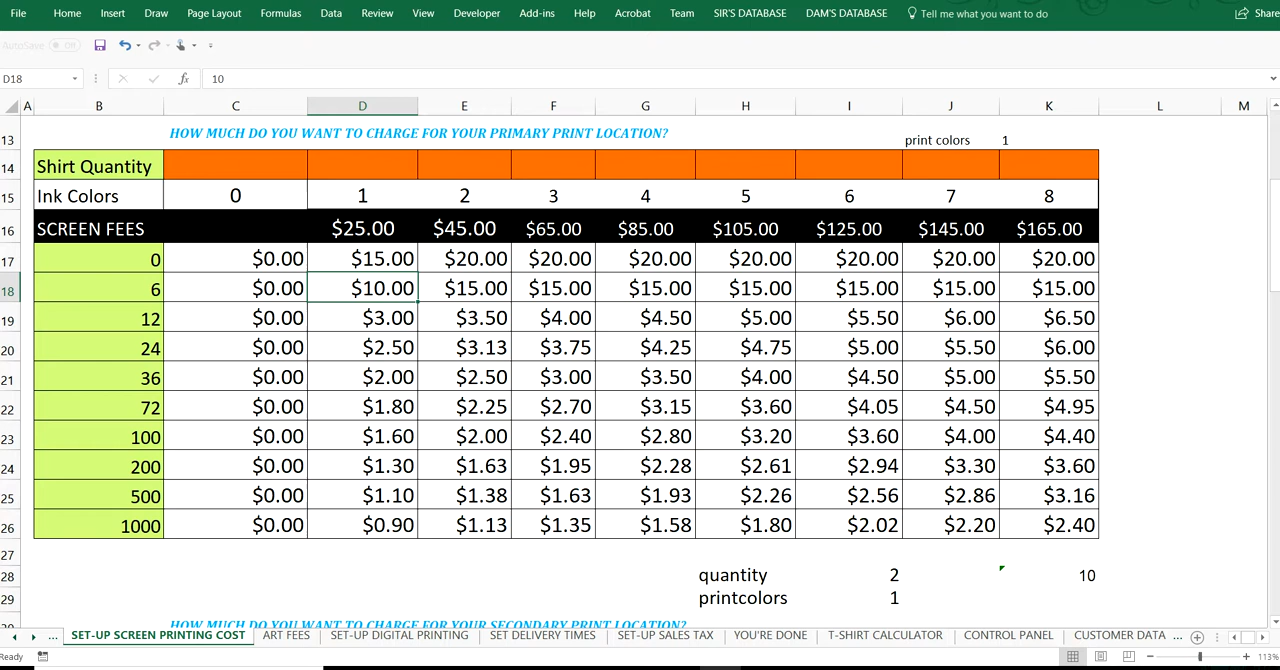 File Home Insert Draw Page Layout Formulas Data Review View Developer Add-ins Help Acrobat Team SIR'S DATABASE DAM'S DATABASE Tell me what you want to do Share
AutoSave Off
D18 fx 10
A B C D E F G H I J K L M
HOW MUCH DO YOU WANT TO CHARGE FOR YOUR PRIMARY PRINT LOCATION?
13 print colors 1
14 Shirt Quantity
15 Ink Colors 0 1 2 3 4 5 6 7 8
16 SCREEN FEES $25.00 $45.00 $65.00 $85.00 $105.00 $125.00 $145.00 $165.00
17 0 $0.00 $15.00 $20.00 $20.00 $20.00 $20.00 $20.00 $20.00 $20.00
18 6 $0.00 $10.00 $15.00 $15.00 $15.00 $15.00 $15.00 $15.00 $15.00
19 12 $0.00 $3.00 $3.50 $4.00 $4.50 $5.00 $5.50 $6.00 $6.50
20 24 $0.00 $2.50 $3.13 $3.75 $4.25 $4.75 $5.00 $5.50 $6.00
21 36 $0.00 $2.00 $2.50 $3.00 $3.50 $4.00 $4.50 $5.00 $5.50
22 72 $0.00 $1.80 $2.25 $2.70 $3.15 $3.60 $4.05 $4.50 $4.95
23 100 $0.00 $1.60 $2.00 $2.40 $2.80 $3.20 $3.60 $4.00 $4.40
24 200 $0.00 $1.30 $1.63 $1.95 $2.28 $2.61 $2.94 $3.30 $3.60
25 500 $0.00 $1.10 $1.38 $1.63 $1.93 $2.26 $2.56 $2.86 $3.16
26 1000 $0.00 $0.90 $1.13 $1.35 $1.58 $1.80 $2.02 $2.20 $2.40
27
28 quantity 2 10
29 printcolors 1
HOW MUCH DO YOU WANT TO CHARGE FOR YOUR SECONDARY PRINT LOCATION?
... SET-UP SCREEN PRINTING COST ART FEES SET-UP DIGITAL PRINTING SET DELIVERY TIMES SET-UP SALES TAX YOU'RE DONE T-SHIRT CALCULATOR CONTROL PANEL CUSTOMER DATA ...
Ready 113%